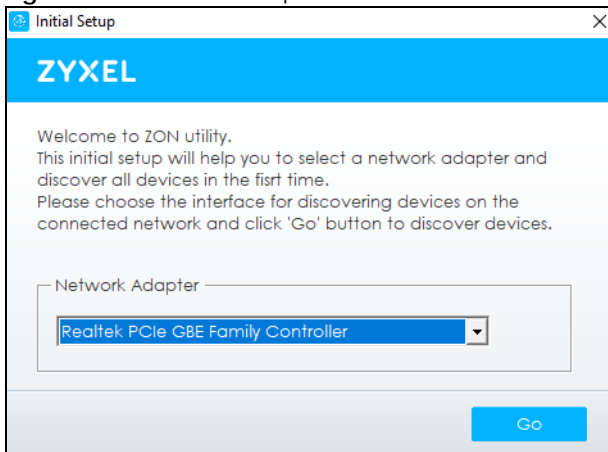 Initial Setup
ZYXEL
Welcome to ZON utility.
This initial setup will help you to select a network adapter and
discover all devices in the fisrt time.
Please choose the interface for discovering devices on the
connected network and click 'Go' button to discover devices.
Network Adapter
Realtek PCIe GBE Family Controller
Go